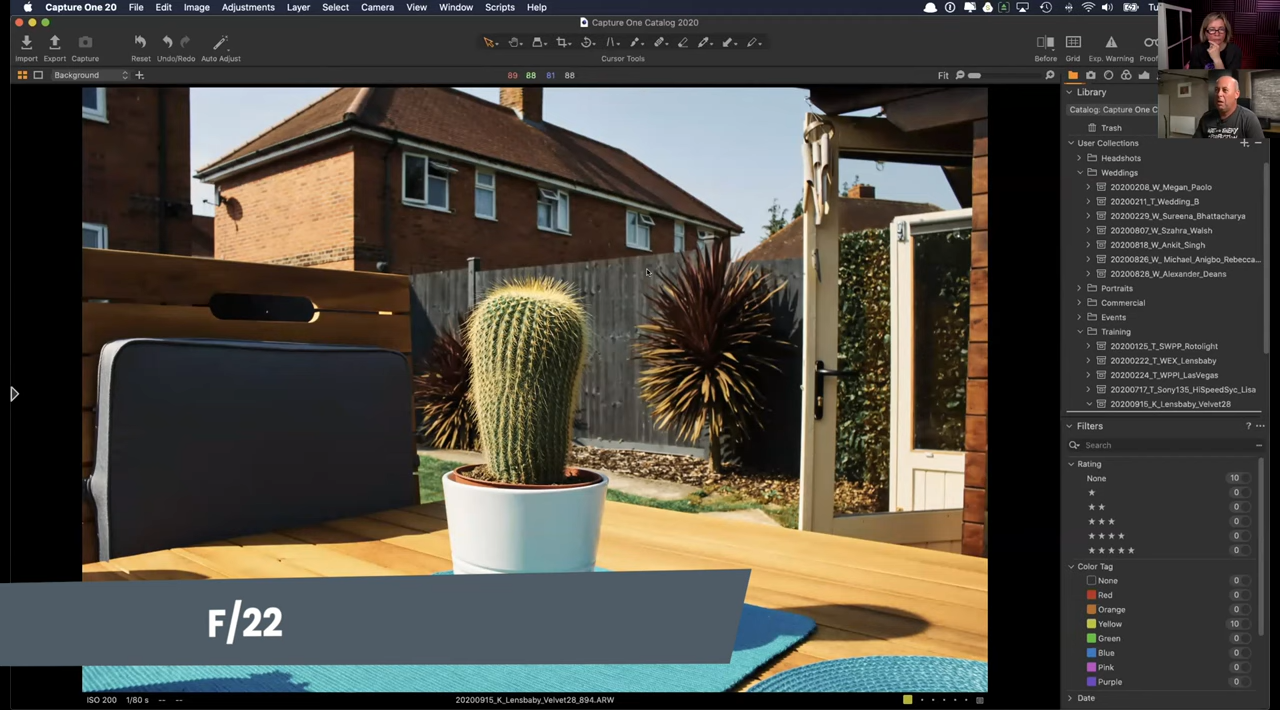 Capture One 20 File Edit Image Adjustments Layer Select Camera View Window Scripts Help
Capture One Catalog 2020
Import Export Capture Reset Undo/Redo Auto Adjust Cursor Tools Before Grid Exp. Warning
Background
89 88 81 88
Fit
Library
Catalog: Capture One C
Trash
User Collections
Headshots
Weddings
20200208_W_Megan_Paolo
20200211_T_Wedding_B
20200229_W_Sureena_Bhattacharya
20200807_W_Szahra_Walsh
20200818_W_Ankit_Singh
20200826_W_Michael_Anigbo_Rebecca...
20200828_W_Alexander_Deans
Portraits
Commercial
Events
Training
20200125_T_SWPP_Rotolight
20200222_T_WEX_Lensbaby
20200224_T_WPPI_LasVegas
20200717_T_Sony135_HiSpeedSyc_Lisa
20200915_K_Lensbaby_Velvet28
Filters
? ...
Search
Rating
None 10
0
0
0
0
0
Color Tag
None 0
Red 0
Orange 0
Yellow 10
Green 0
Blue 0
Pink 0
Purple 0
Date
F/22
ISO 200 1/80 s -- --
20200915_K_Lensbaby_Velvet28_894.ARW